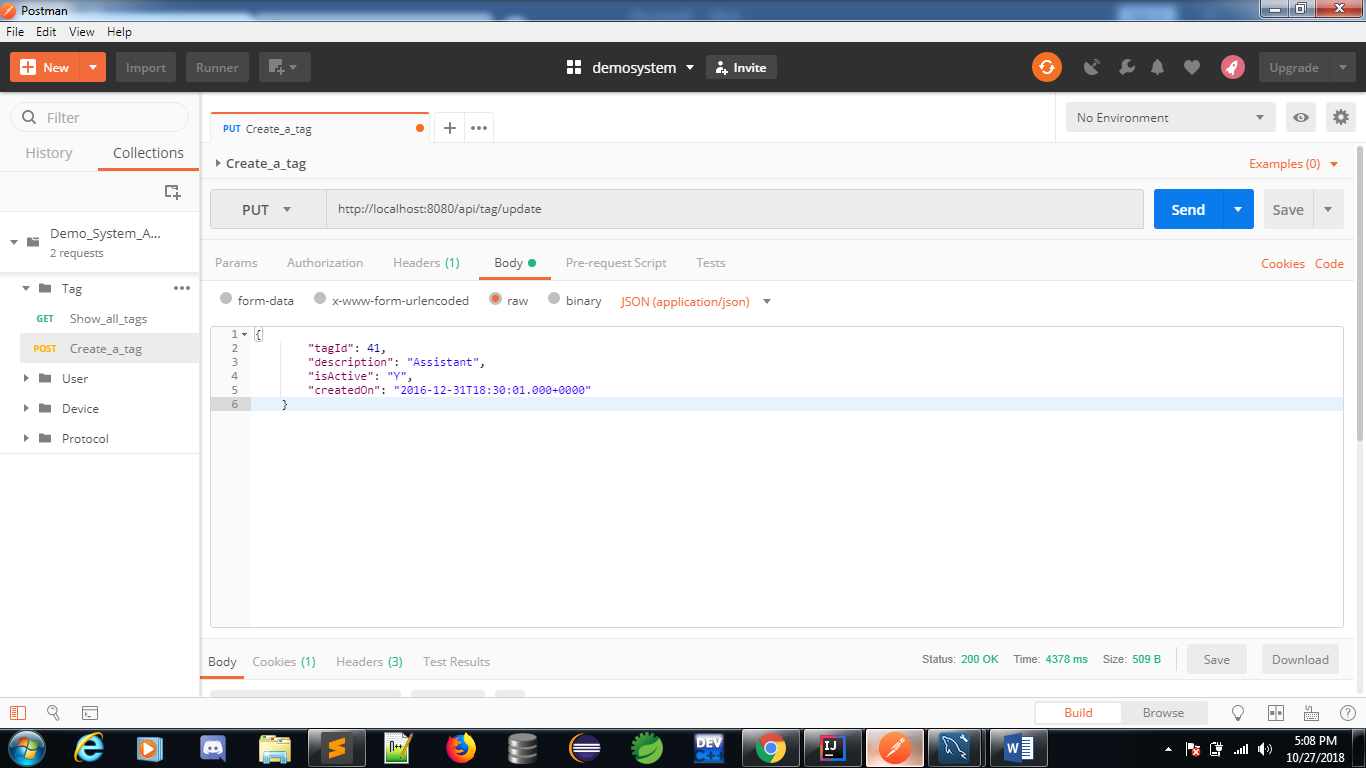 Postman
File Edit View Help
New Import Runner demosystem Invite Upgrade
Filter
History Collections
Demo_System_A...
2 requests
Tag
GET Show_all_tags
POST Create_a_tag
User
Device
Protocol
PUT Create_a_tag
No Environment
Create_a_tag Examples (0)
PUT http://localhost:8080/api/tag/update Send Save
Params Authorization Headers (1) Body Pre-request Script Tests Cookies Code
form-data x-www-form-urlencoded raw binary JSON (application/json)
1 {
2 "tagId": 41,
3 "description": "Assistant",
4 "isActive": "Y",
5 "createdOn": "2016-12-31T18:30:01.000+0000"
6 }
Body Cookies (1) Headers (3) Test Results Status: 200 OK Time: 4378 ms Size: 509 B Save Download
Build Browse
5:08 PM
10/27/2018